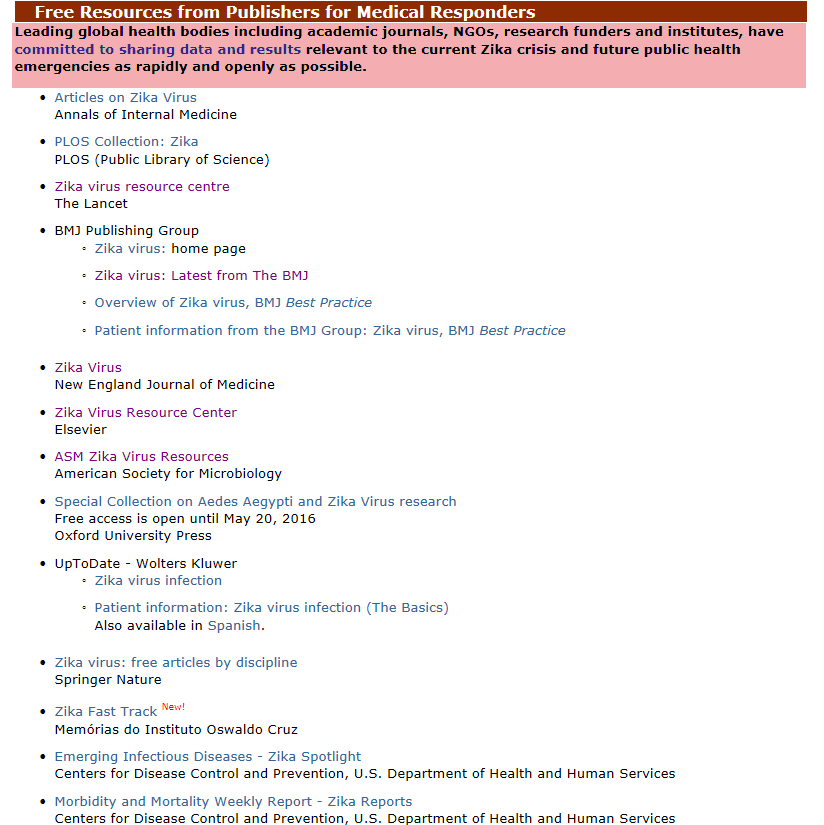 Free Resources from Publishers for Medical Responders
Leading global health bodies including academic journals, NGOs, research funders and institutes, have
committed to sharing data and results relevant to the current Zika crisis and future public health
emergencies as rapidly and openly as possible.
Articles on Zika Virus
Annals of Internal Medicine
PLOS Collection: Zika
PLOS (Public Library of Science)
Zika virus resource centre
The Lancet
BMJ Publishing Group
Zika virus: home page
Zika virus: Latest from The BMJ
Overview of Zika virus, BMJ Best Practice
Patient information from the BMJ Group: Zika virus, BMJ Best Practice
Zika Virus
New England Journal of Medicine
Zika Virus Resource Center
Elsevier
ASM Zika Virus Resources
American Society for Microbiology
Special Collection on Aedes Aegypti and Zika Virus research
Free access is open until May 20, 2016
Oxford University Press
UpToDate - Wolters Kluwer
Zika virus infection
Patient information: Zika virus infection (The Basics)
Also available in Spanish.
Zika virus: free articles by discipline
Springer Nature
Zika Fast Track New!
Memórias do Instituto Oswaldo Cruz
Emerging Infectious Diseases - Zika Spotlight
Centers for Disease Control and Prevention, U.S. Department of Health and Human Services
Morbidity and Mortality Weekly Report - Zika Reports
Centers for Disease Control and Prevention, U.S. Department of Health and Human Services